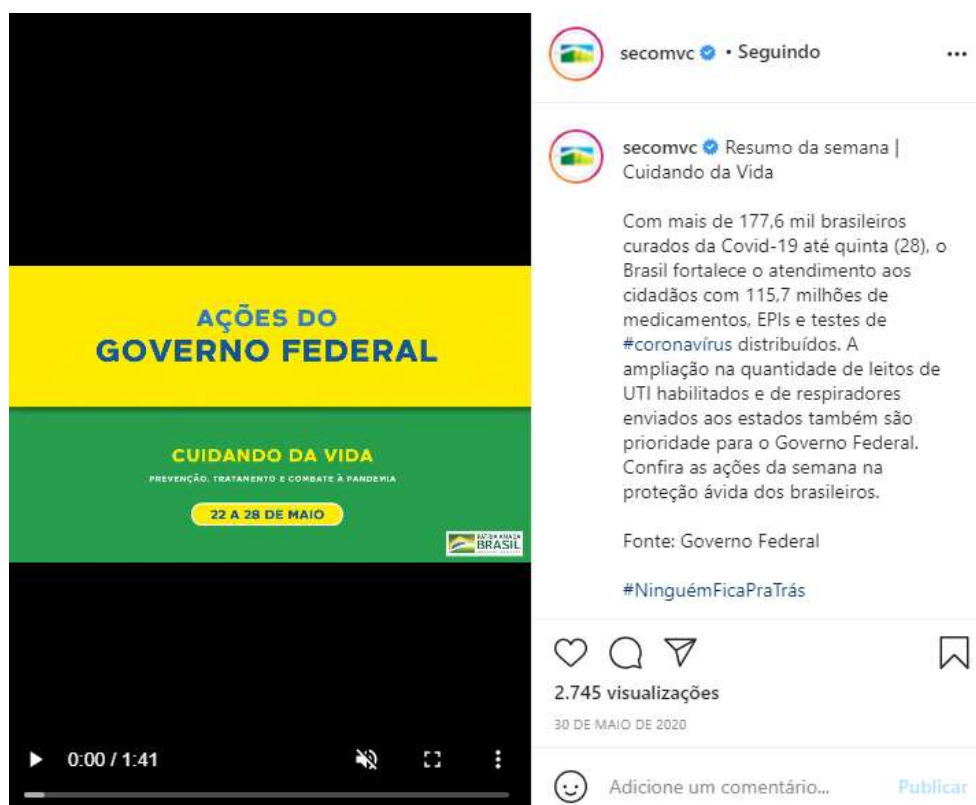 AÇÕES DO
GOVERNO FEDERAL
CUIDANDO DA VIDA
PREVENÇÃO, TRATAMENTO E COMBATE À PANDEMIA
22 A 28 DE MAIO
PÁTRIA AMADA
BRASIL
0:00 / 1:41
secomvc • Seguindo
secomvc Resumo da semana |
Cuidando da Vida
Com mais de 177,6 mil brasileiros
curados da Covid-19 até quinta (28), o
Brasil fortalece o atendimento aos
cidadãos com 115,7 milhões de
medicamentos, EPIs e testes de
#coronavírus distribuídos. A
ampliação na quantidade de leitos de
UTI habilitados e de respiradores
enviados aos estados também são
prioridade para o Governo Federal.
Confira as ações da semana na
proteção ávida dos brasileiros.
Fonte: Governo Federal
#NinguémFicaPraTrás
2.745 visualizações
30 DE MAIO DE 2020
Adicione um comentário...
Publicar